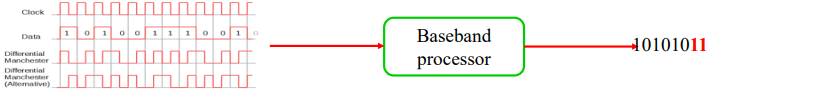 Clock
Data 1 0 1 0 0 1 1 1 0 0 1 0
Differential
Manchester
Differential
Manchester
(Alternative)
Baseband
processor
10101011